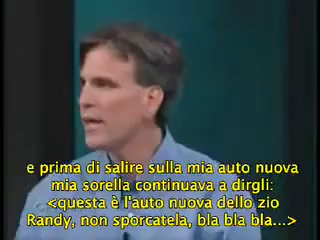 e prima di salire sulla mia auto nuova
mia sorella continuava a dirgli:
<questa è l'auto nuova dello zio
Randy, non sporcatela, bla bla bla...>